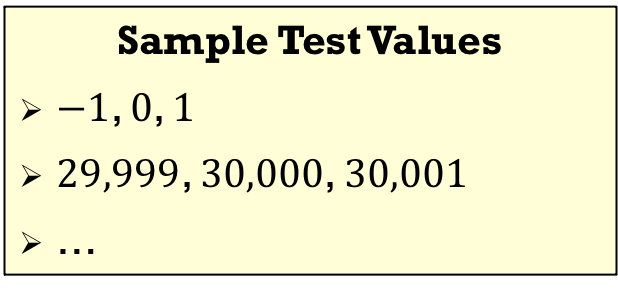 Sample Test Values
➢ −1, 0, 1
➢ 29,999, 30,000, 30,001
➢ …